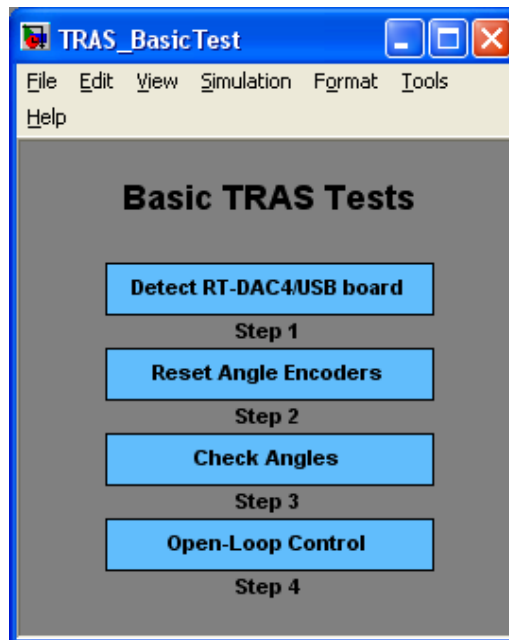 TRAS_BasicTest
File Edit View Simulation Format Tools
Help
Basic TRAS Tests
Detect RT-DAC4/USB board
Step 1
Reset Angle Encoders
Step 2
Check Angles
Step 3
Open-Loop Control
Step 4